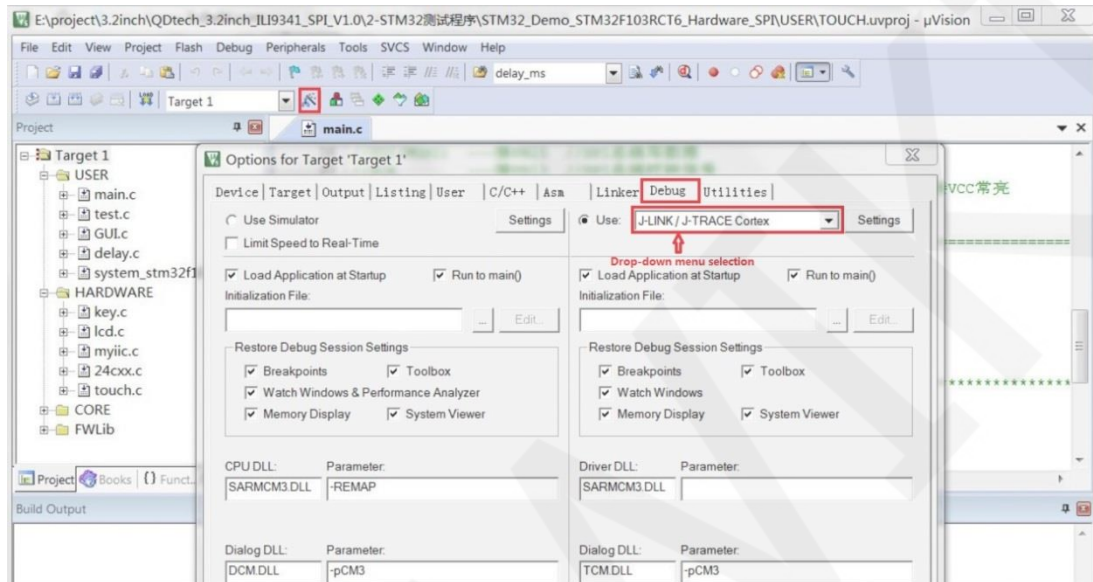 E:\project\3.2inch\QDtech_3.2inch_ILI9341_SPI_V1.0\2-STM32测试程序\STM32_Demo_STM32F103RCT6_Hardware_SPI\USER\TOUCH.uvproj - µVision
File Edit View Project Flash Debug Peripherals Tools SVCS Window Help
delay_ms
Target 1
Project
main.c
Target 1
USER
main.c
test.c
GUI.c
delay.c
system_stm32f1
HARDWARE
key.c
lcd.c
myiic.c
24cxx.c
touch.c
CORE
FWLib
Project Books {} Funct..
Build Output
vcc常亮
==============
***************
Options for Target 'Target 1'
Device Target Output Listing User C/C++ Asm Linker Debug Utilities
Use Simulator Settings
Limit Speed to Real-Time
Load Application at Startup Run to main()
Initialization File:
... Edit...
Restore Debug Session Settings
Breakpoints Toolbox
Watch Windows & Performance Analyzer
Memory Display System Viewer
CPU DLL: Parameter:
SARMCM3.DLL -REMAP
Dialog DLL: Parameter:
DCM.DLL -pCM3
Use: J-LINK / J-TRACE Cortex Settings
Drop-down menu selection
Load Application at Startup Run to main()
Initialization File:
... Edit...
Restore Debug Session Settings
Breakpoints Toolbox
Watch Windows
Memory Display System Viewer
Driver DLL: Parameter:
SARMCM3.DLL
Dialog DLL: Parameter:
TCM.DLL -pCM3